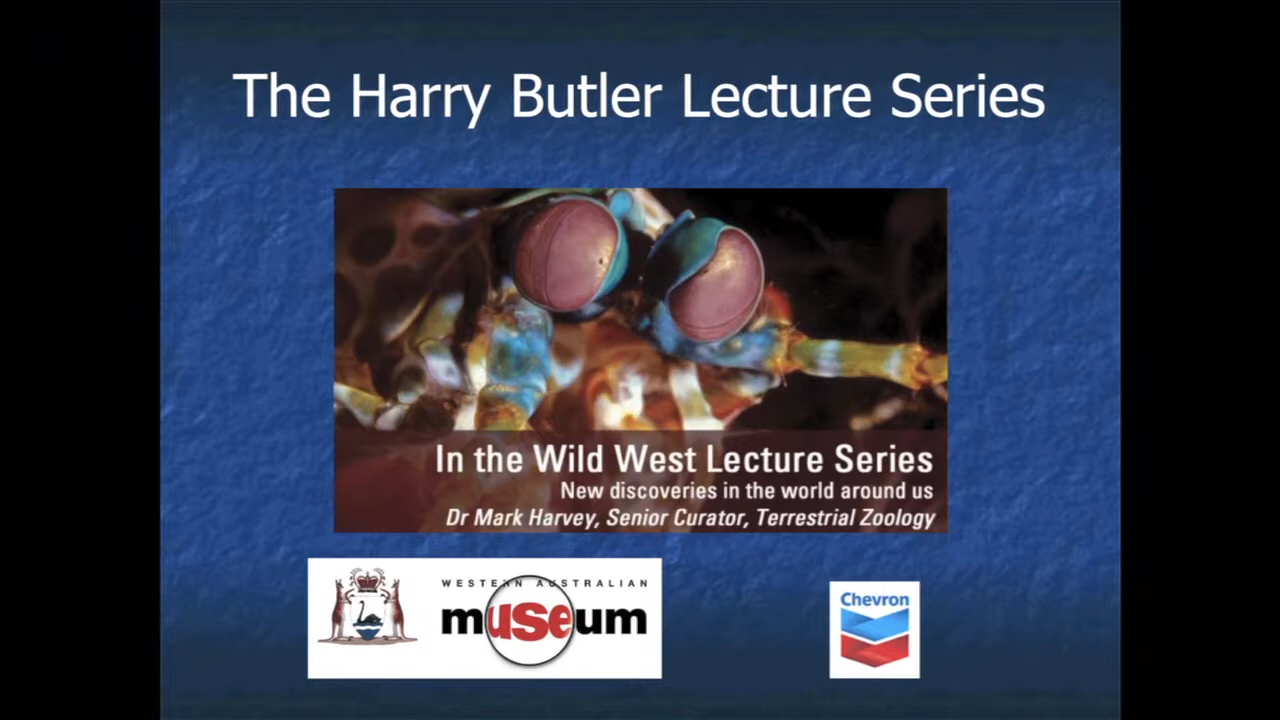 The Harry Butler Lecture Series
In the Wild West Lecture Series
New discoveries in the world around us
Dr Mark Harvey, Senior Curator, Terrestrial Zoology
WESTERN AUSTRALIAN
museum
Chevron